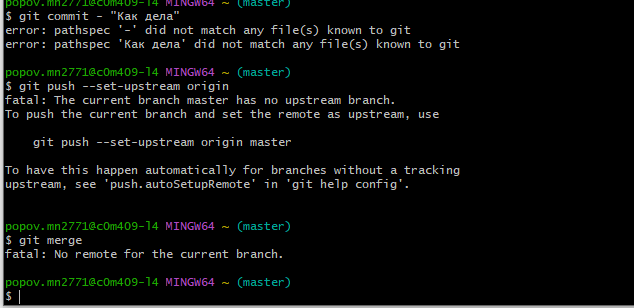 popov.mn2771@c0m409-l4 MINGW64 ~ (master)
$ git commit - "Как дела"
error: pathspec '-' did not match any file(s) known to git
error: pathspec 'Как дела' did not match any file(s) known to git
popov.mn2771@c0m409-l4 MINGW64 ~ (master)
$ git push --set-upstream origin
fatal: The current branch master has no upstream branch.
To push the current branch and set the remote as upstream, use
git push --set-upstream origin master
To have this happen automatically for branches without a tracking
upstream, see 'push.autoSetupRemote' in 'git help config'.
popov.mn2771@c0m409-l4 MINGW64 ~ (master)
$ git merge
fatal: No remote for the current branch.
popov.mn2771@c0m409-l4 MINGW64 ~ (master)
$